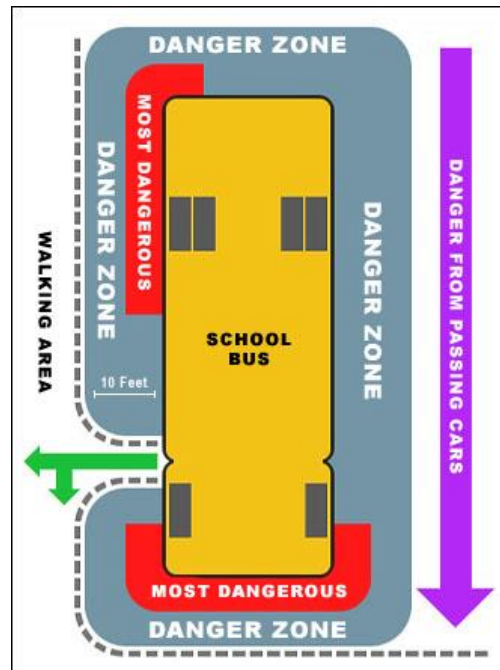 DANGER ZONE
MOST DANGEROUS
DANGER ZONE
WALKING AREA
10 Feet
SCHOOL
BUS
DANGER ZONE
DANGER FROM PASSING CARS
MOST DANGEROUS
DANGER ZONE